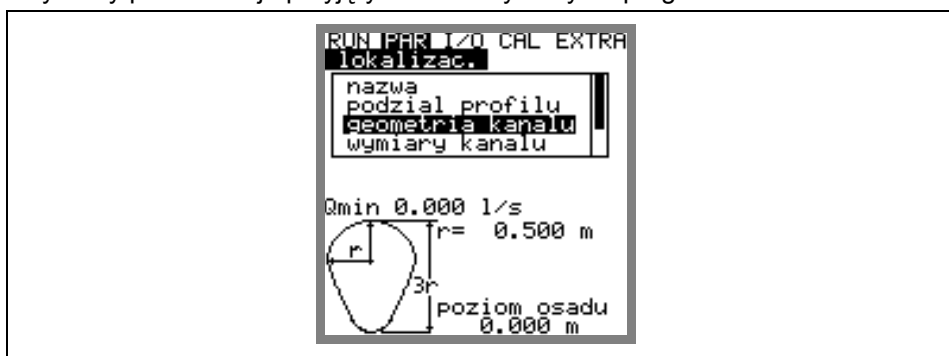 RUN PAR I/O CAL EXTRA
lokalizac.
nazwa
podzial profilu
geometria kanalu
wymiary kanalu
Qmin 0.000 l/s
r= 0.500 m
r
3r
poziom osadu
0.000 m